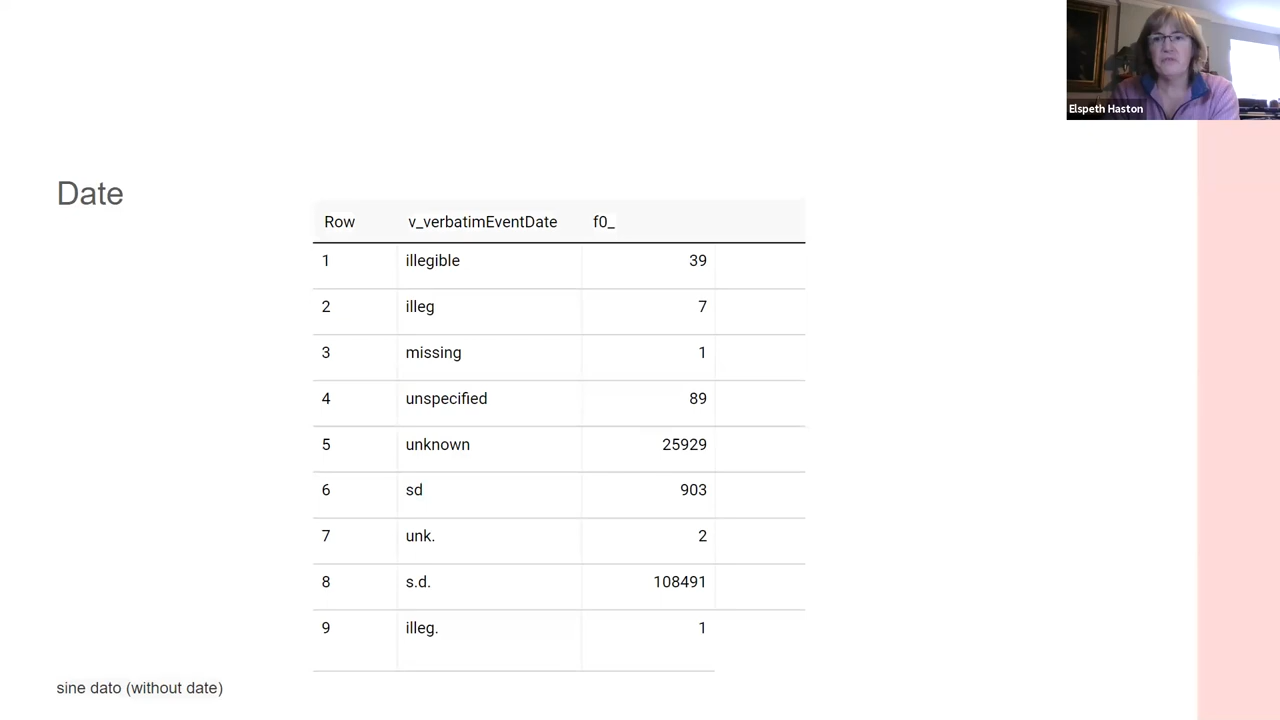 Elspeth Haston
Date
Row v_verbatimEventDate f0_
1 illegible 39
2 illeg 7
3 missing 1
4 unspecified 89
5 unknown 25929
6 sd 903
7 unk. 2
8 s.d. 108491
9 illeg. 1
sine dato (without date)